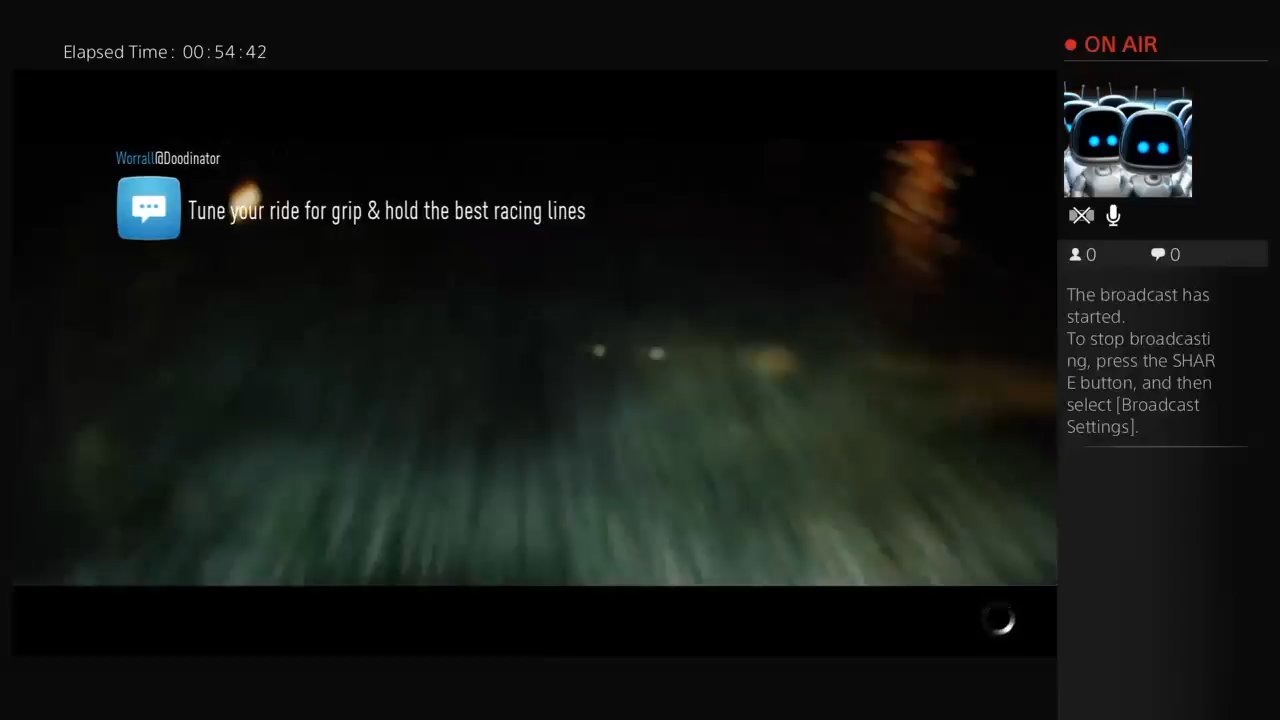 Elapsed Time: 00:54:42
ON AIR
Worrall@Doodinator
Tune your ride for grip & hold the best racing lines
0 0
The broadcast has
started.
To stop broadcasti
ng, press the SHAR
E button, and then
select [Broadcast
Settings].